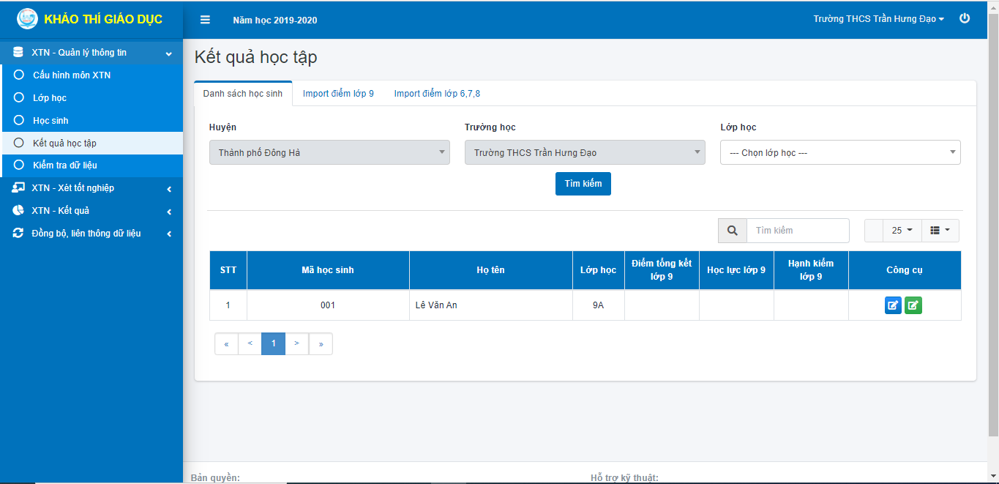 KHẢO THÍ GIÁO DỤC
Năm học 2019-2020
Trường THCS Trần Hưng Đạo
XTN - Quản lý thông tin
Cấu hình môn XTN
Lớp học
Học sinh
Kết quả học tập
Kiểm tra dữ liệu
XTN - Xét tốt nghiệp
XTN - Kết quả
Đồng bộ, liên thông dữ liệu
Kết quả học tập
Danh sách học sinh Import điểm lớp 9 Import điểm lớp 6,7,8
Huyện Trường học Lớp học
Thành phố Đông Hà Trường THCS Trần Hưng Đạo --- Chọn lớp học ---
Tìm kiếm
Tìm kiếm 25
STT Mã học sinh Họ tên Lớp học Điểm tổng kết lớp 9 Học lực lớp 9 Hạnh kiểm lớp 9 Công cụ
1 001 Lê Văn An 9A
« < 1 > »
Bản quyền: Hỗ trợ kỹ thuật: